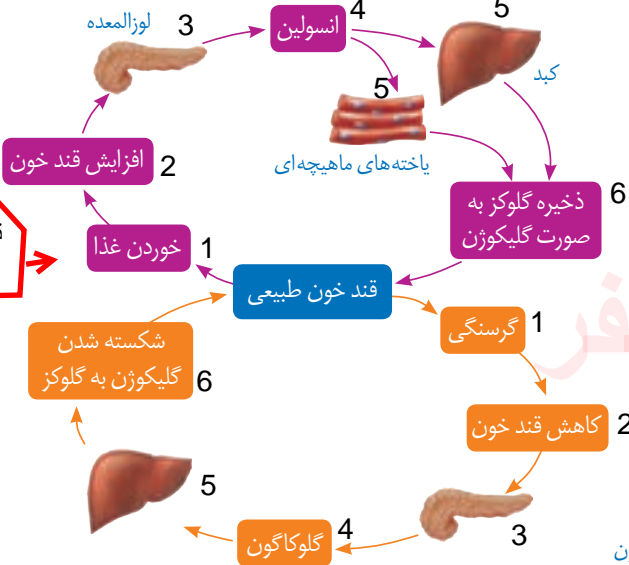 لوزالمعده
3
انسولین
4
5
کبد
5
یاخته‌های ماهیچه‌ای
افزایش قند خون
2
ذخیره گلوکز به
صورت گلیکوژن
6
خوردن غذا
1
قند خون طبیعی
گرسنگی
1
شکسته شدن
گلیکوژن به گلوکز
6
کاهش قند خون
2
5
3
گلوکاگون
4